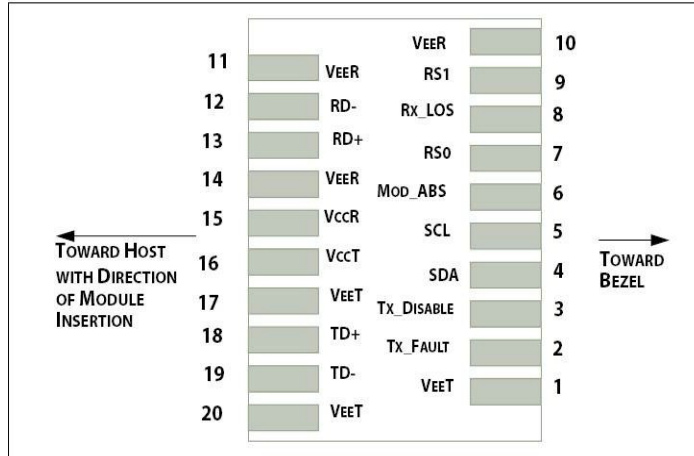 VEER 10
11 VEER
RS1 9
12 RD-
RX_LOS 8
13 RD+
RS0 7
14 VEER
MOD_ABS 6
15 VCCR
SCL 5
16 VCCT
SDA 4
17 VEET
TX_DISABLE 3
18 TD+
TX_FAULT 2
19 TD-
VEET 1
20 VEET
TOWARD HOST
WITH DIRECTION
OF MODULE
INSERTION
TOWARD
BEZEL